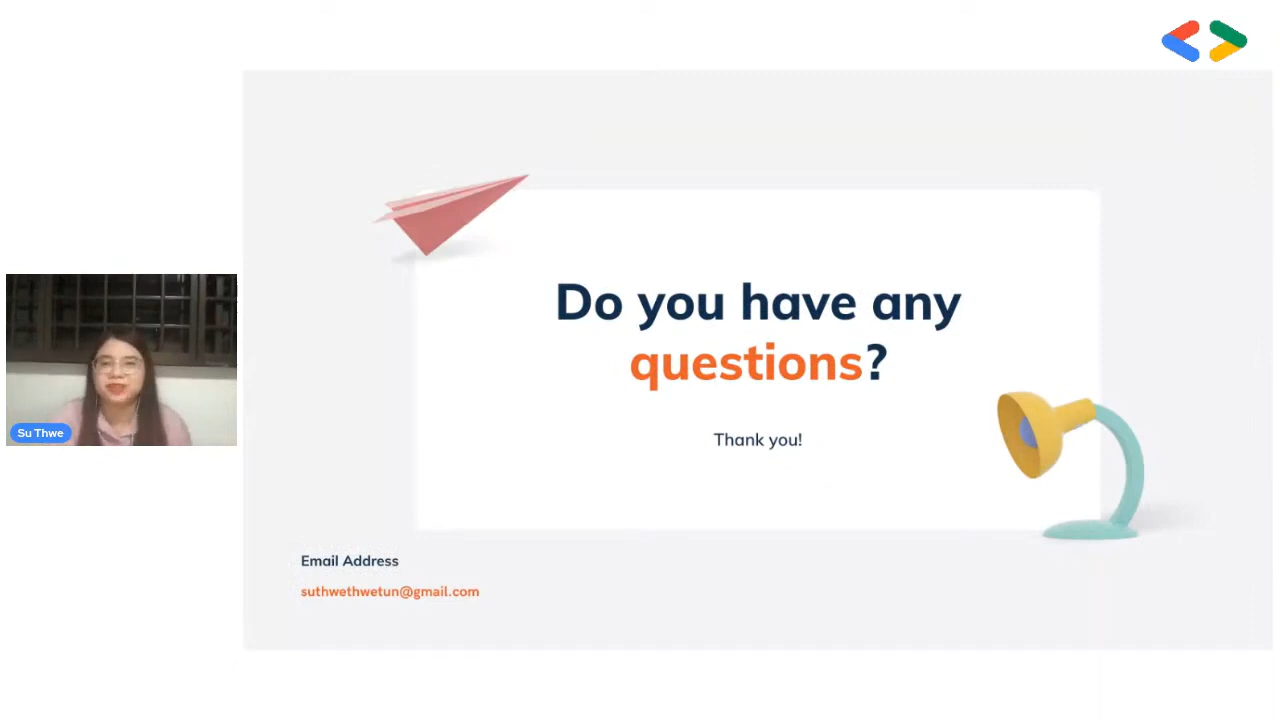 Do you have any
questions?
Thank you!
Su Thwe
Email Address
suthwethwetun@gmail.com